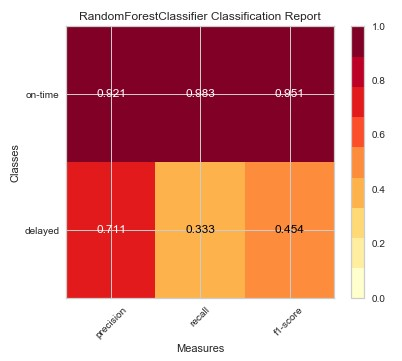 RandomForestClassifier Classification Report
Classes
on-time
0.921 0.983 0.951
delayed
0.711 0.333 0.454
precision recall f1-score
Measures
1.0
0.8
0.6
0.4
0.2
0.0